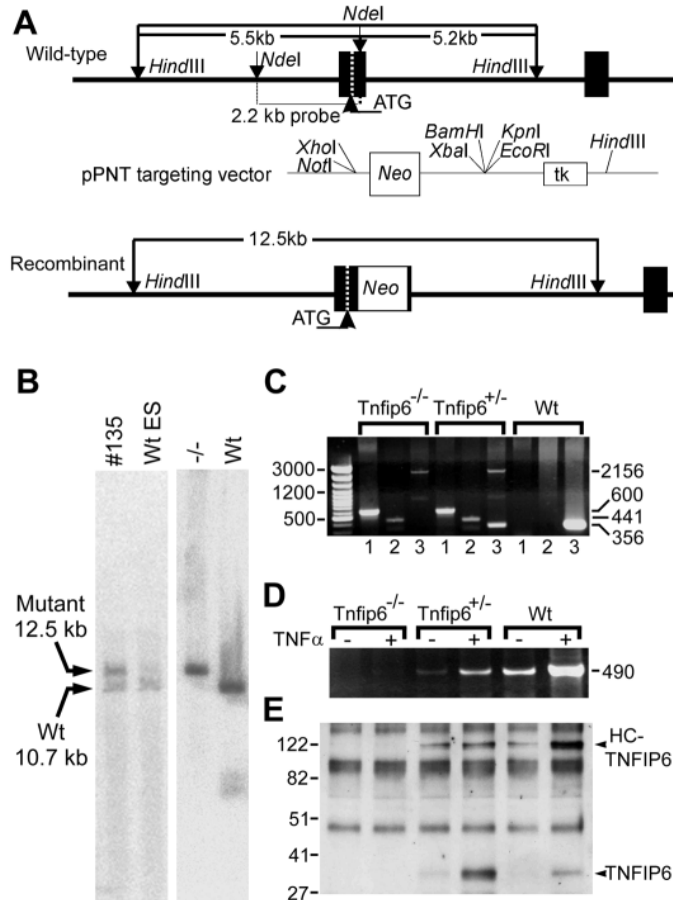 A
NdeI
5.5kb 5.2kb
Wild-type
HindIII NdeI HindIII
ATG
2.2 kb probe
BamHI KpnI
XhoI XbaI EcoRI HindIII
NotI
pPNT targeting vector Neo tk
12.5kb
Recombinant
HindIII Neo HindIII
ATG
B
#135 Wt ES -/- Wt
Mutant
12.5 kb
Wt
10.7 kb
C
Tnfip6-/- Tnfip6+/- Wt
3000 2156
1200 600
500 441
356
1 2 3 1 2 3 1 2 3
D
Tnfip6-/- Tnfip6+/- Wt
TNFα - + - + - +
490
E
122 HC-
TNFIP6
82
51
41
TNFIP6
27